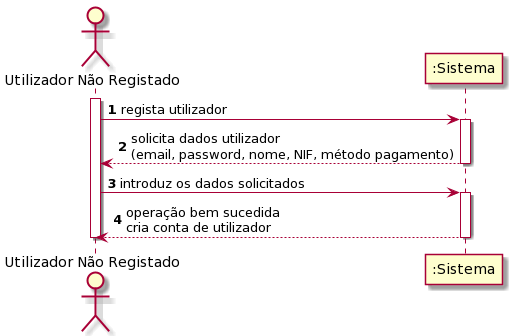 Utilizador Não Registado
:Sistema
1 regista utilizador
2 solicita dados utilizador
(email, password, nome, NIF, método pagamento)
3 introduz os dados solicitados
4 operação bem sucedida
cria conta de utilizador
Utilizador Não Registado
:Sistema